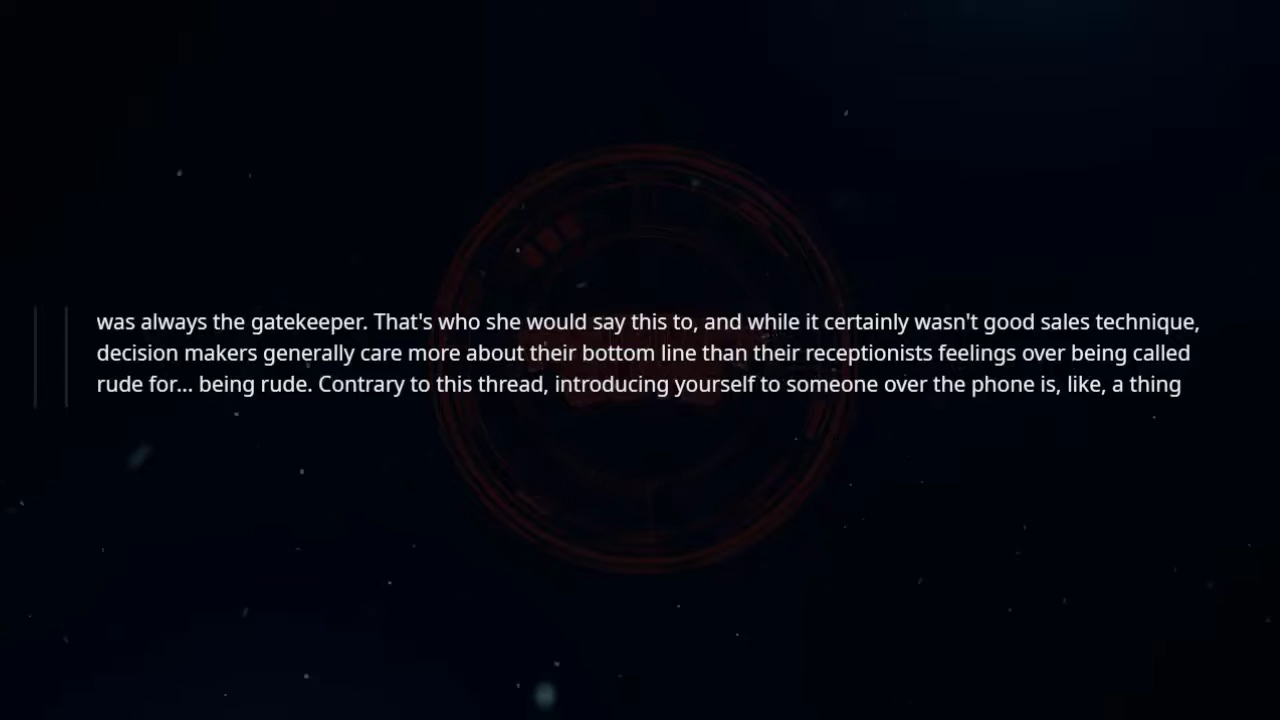 was always the gatekeeper. That's who she would say this to, and while it certainly wasn't good sales technique,
decision makers generally care more about their bottom line than their receptionists feelings over being called
rude for... being rude. Contrary to this thread, introducing yourself to someone over the phone is, like, a thing